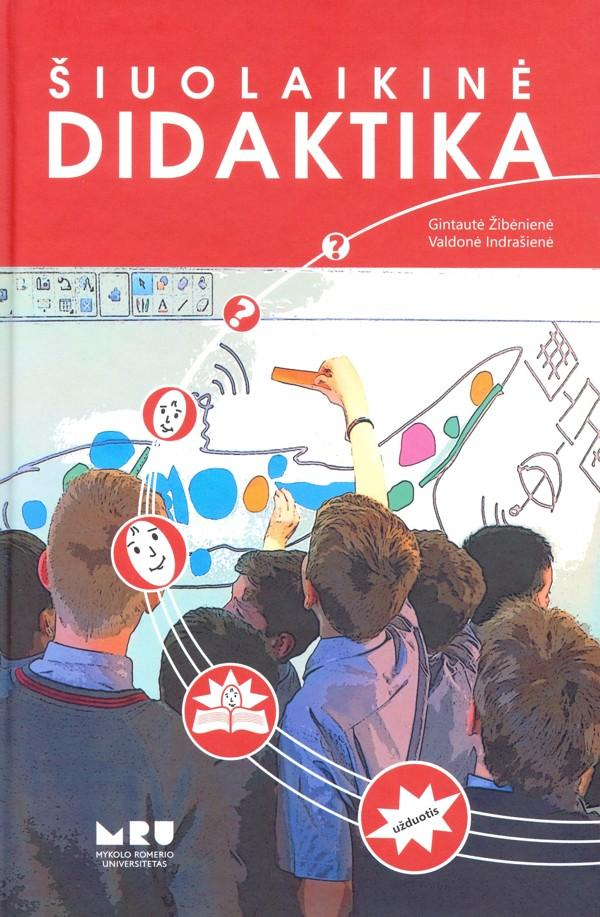 ŠIUOLAIKINĖ
DIDAKTIKA
Gintautė Žibėnienė
Valdonė Indrašienė
?
?
A
užduotis
MRU
MYKOLO ROMERIO
UNIVERSITETAS